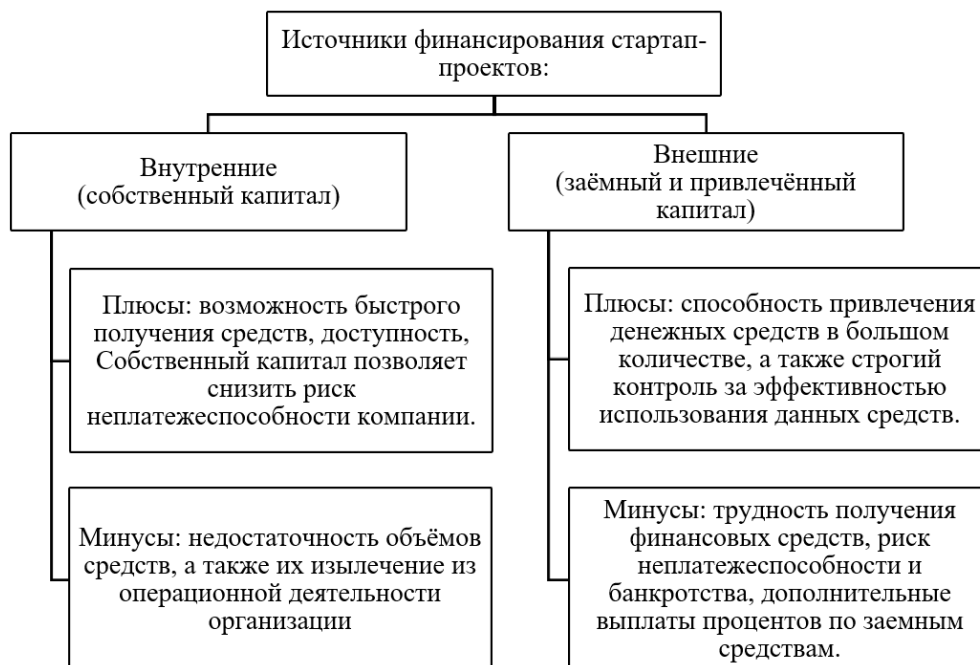 Источники финансирования стартап-
проектов:
Внутренние
(собственный капитал)
Внешние
(заёмный и привлечённый
капитал)
Плюсы: возможность быстрого
получения средств, доступность,
Собственный капитал позволяет
снизить риск
неплатежеспособности компании.
Плюсы: способность привлечения
денежных средств в большом
количестве, а также строгий
контроль за эффективностью
использования данных средств.
Минусы: недостаточность объёмов
средств, а также их изылечение из
операционной деятельности
организации
Минусы: трудность получения
финансовых средств, риск
неплатежеспособности и
банкротства, дополнительные
выплаты процентов по заемным
средствам.